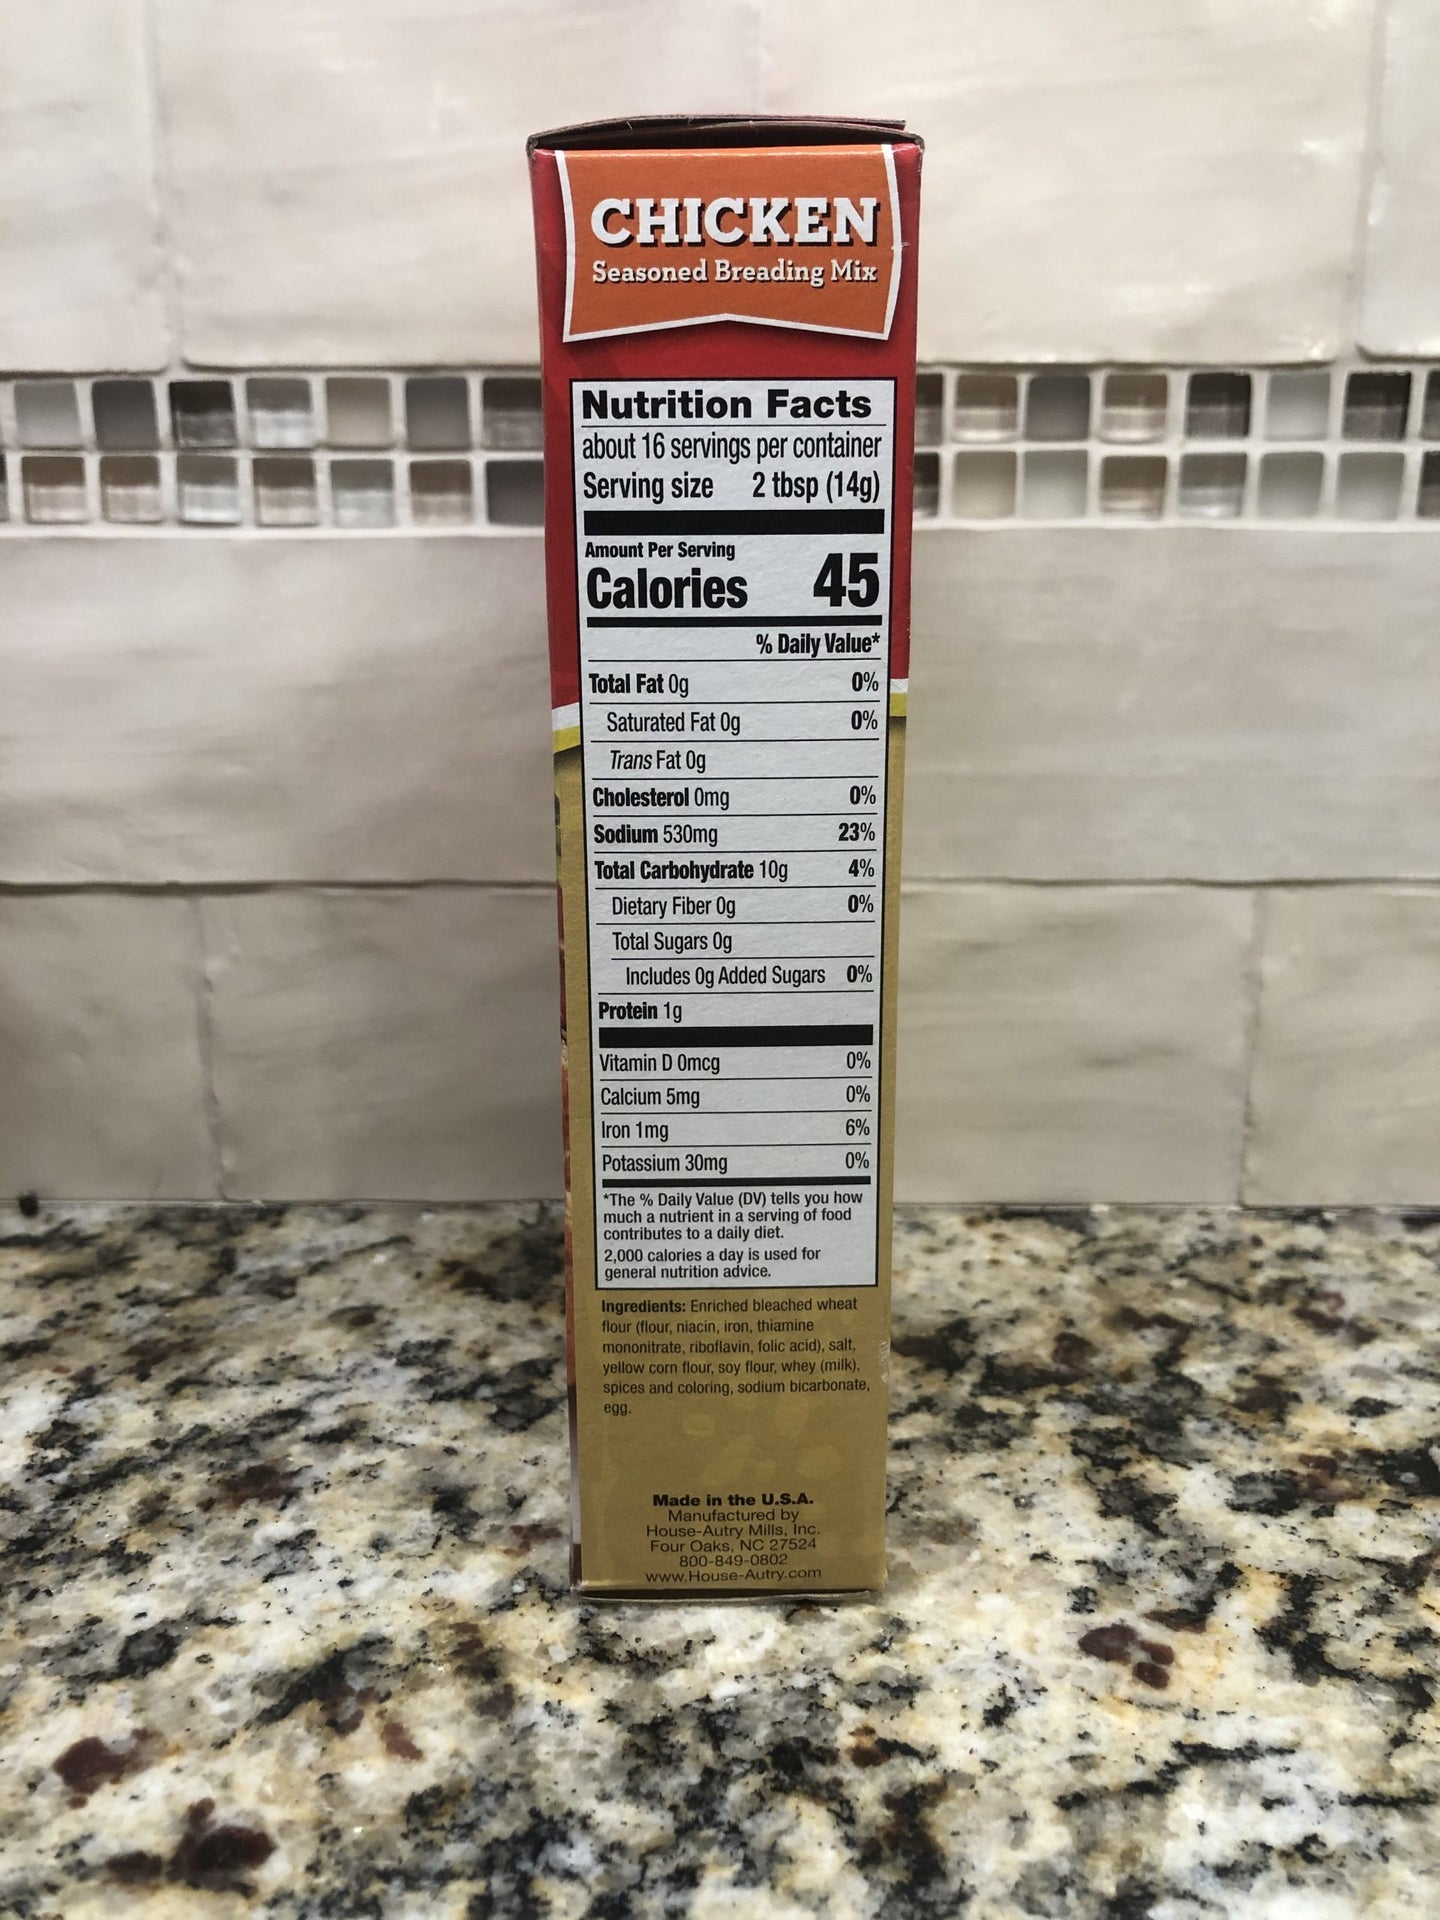 CHICKEN
Seasoned Breading Mix
Nutrition Facts
about 16 servings per container
Serving size 2 tbsp (14g)
Amount Per Serving
Calories 45
% Daily Value*
Total Fat 0g 0%
Saturated Fat 0g 0%
Trans Fat 0g
Cholesterol 0mg 0%
Sodium 530mg 23%
Total Carbohydrate 10g 4%
Dietary Fiber 0g 0%
Total Sugars 0g
Includes 0g Added Sugars 0%
Protein 1g
Vitamin D 0mcg 0%
Calcium 5mg 0%
Iron 1mg 6%
Potassium 30mg 0%
*The % Daily Value (DV) tells you how
much a nutrient in a serving of food
contributes to a daily diet.
2,000 calories a day is used for
general nutrition advice.
Ingredients: Enriched bleached wheat
flour (flour, niacin, iron, thiamine
mononitrate, riboflavin, folic acid), salt,
yellow corn flour, soy flour, whey (milk),
spices and coloring, sodium bicarbonate,
egg.
Made in the U.S.A.
Manufactured by
House-Autry Mills, Inc.
Four Oaks, NC 27524
800-849-0802
www.House-Autry.com